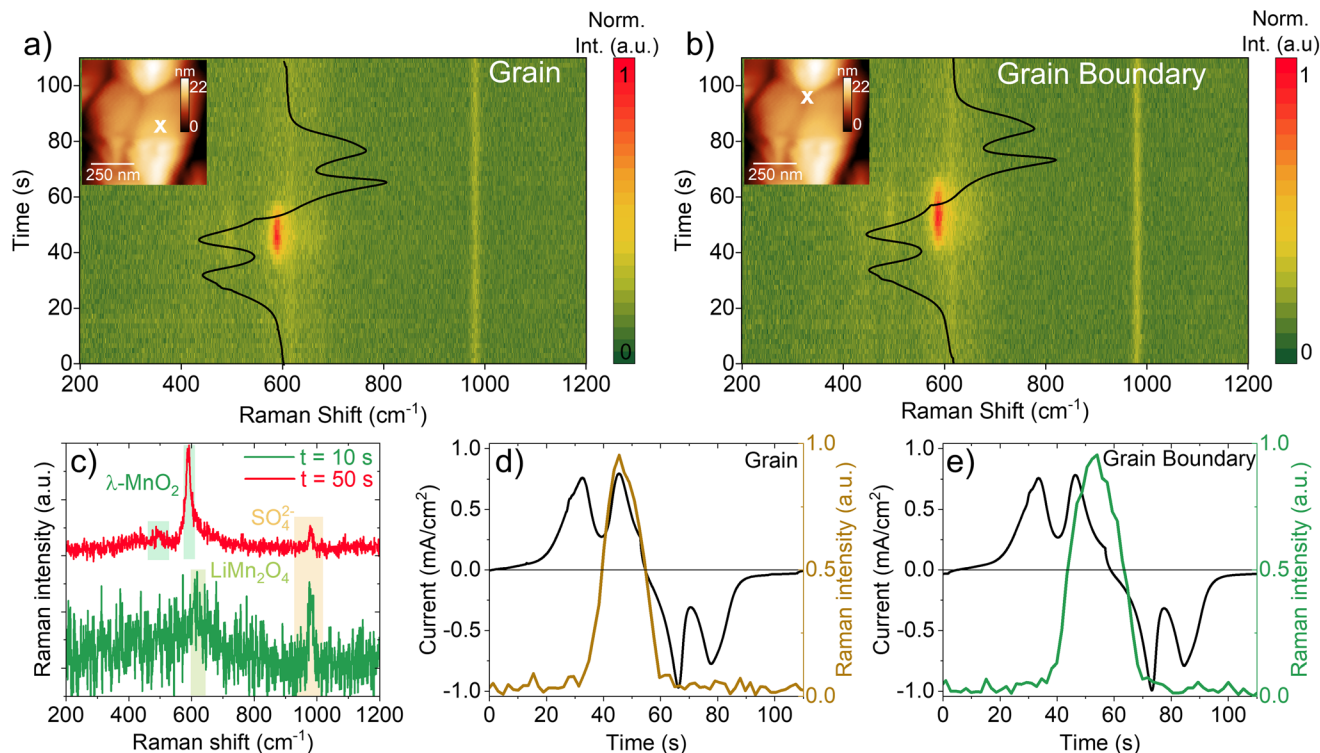 a)
Norm.
Int. (a.u.)
Grain
nm
22
0
x
250 nm
1
0
100
80
60
40
20
0
Time (s)
200 400 600 800 1000 1200
Raman Shift (cm⁻¹)
b)
Norm.
Int. (a.u)
Grain Boundary
nm
22
0
x
250 nm
1
0
100
80
60
40
20
0
Time (s)
200 400 600 800 1000 1200
Raman Shift (cm⁻¹)
c)
t = 10 s
t = 50 s
λ-MnO₂
SO₄²⁻
LiMn₂O₄
Raman intensity (a.u.)
200 400 600 800 1000 1200
Raman shift (cm⁻¹)
d)
Grain
1.0
0.5
0.0
-0.5
-1.0
Current (mA/cm²)
1.0
0.5
0.0
Raman intensity (a.u.)
0 20 40 60 80 100
Time (s)
e)
Grain Boundary
1.0
0.5
0.0
-0.5
-1.0
Current (mA/cm²)
1.0
0.5
0.0
Raman intensity (a.u.)
0 20 40 60 80 100
Time (s)